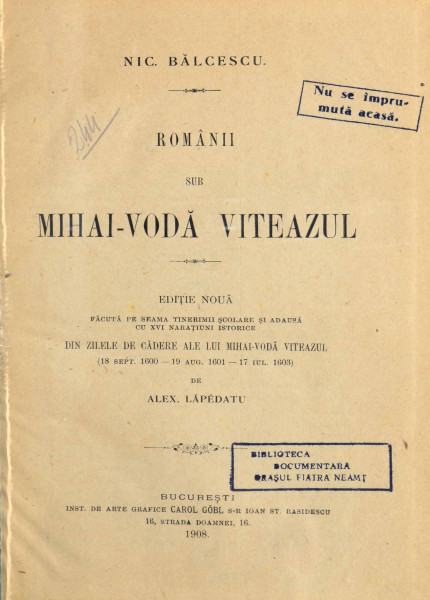 NIC. BĂLCESCU.
Nu se împru-
mută acasă.
244
ROMÂNII
SUB
MIHAI-VODĂ VITEAZUL
EDIȚIE NOUĂ
FĂCUTĂ PE SEAMA TINERIMII ȘCOLARE ȘI ADAUSĂ
CU XVI NARAȚIUNI ISTORICE
DIN ZILELE DE CĂDERE ALE LUI MIHAI-VODĂ VITEAZUL
(18 SEPT. 1600 — 19 AUG. 1601 — 17 IUL. 1603)
DE
ALEX. LĂPÉDATU
BIBLIOTECA
DOCUMENTARA
ORAȘUL PIATRA NEAMȚ
BUCUREȘTI
INST. DE ARTE GRAFICE CAROL GÖBL S-R IOAN ST. RASIDESCU
16, STRADA DOAMNEI, 16.
1908.